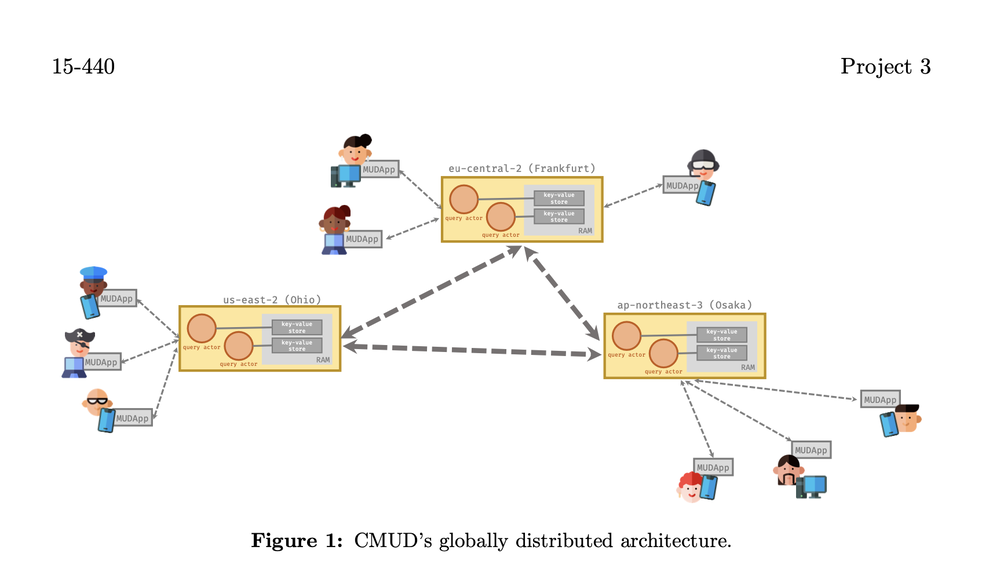 15-440
Project 3
eu-central-2 (Frankfurt)
MUDApp
key-value
store
query actor
key-value
store
query actor
RAM
MUDApp
MUDApp
us-east-2 (Ohio)
MUDApp
key-value
store
query actor
key-value
store
query actor
RAM
MUDApp
MUDApp
ap-northeast-3 (Osaka)
key-value
store
query actor
key-value
store
query actor
RAM
MUDApp
MUDApp
MUDApp
Figure 1: CMUD's globally distributed architecture.